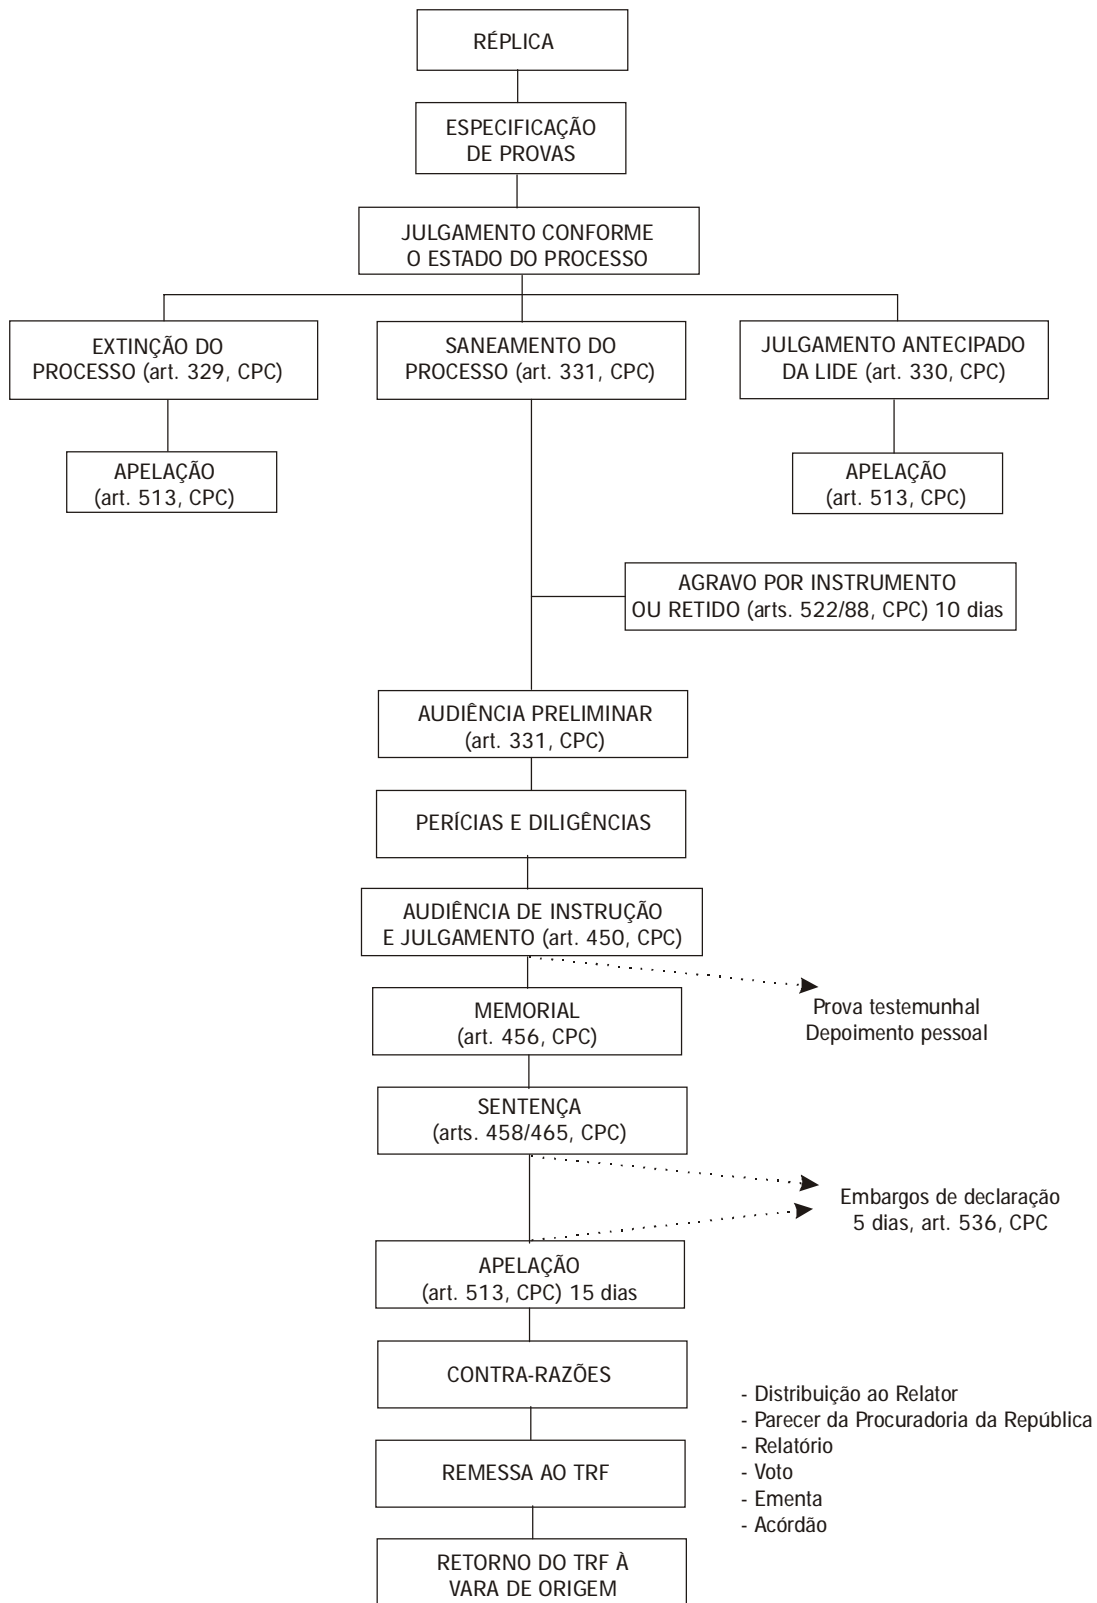 RÉPLICA
ESPECIFICAÇÃO
DE PROVAS
JULGAMENTO CONFORME
O ESTADO DO PROCESSO
EXTINÇÃO DO
PROCESSO (art. 329, CPC)
SANEAMENTO DO
PROCESSO (art. 331, CPC)
JULGAMENTO ANTECIPADO
DA LIDE (art. 330, CPC)
APELAÇÃO
(art. 513, CPC)
APELAÇÃO
(art. 513, CPC)
AGRAVO POR INSTRUMENTO
OU RETIDO (arts. 522/88, CPC) 10 dias
AUDIÊNCIA PRELIMINAR
(art. 331, CPC)
PERÍCIAS E DILIGÊNCIAS
AUDIÊNCIA DE INSTRUÇÃO
E JULGAMENTO (art. 450, CPC)
Prova testemunhal
Depoimento pessoal
MEMORIAL
(art. 456, CPC)
SENTENÇA
(arts. 458/465, CPC)
Embargos de declaração
5 dias, art. 536, CPC
APELAÇÃO
(art. 513, CPC) 15 dias
CONTRA-RAZÕES
REMESSA AO TRF
- Distribuição ao Relator
- Parecer da Procuradoria da República
- Relatório
- Voto
- Ementa
- Acórdão
RETORNO DO TRF À
VARA DE ORIGEM